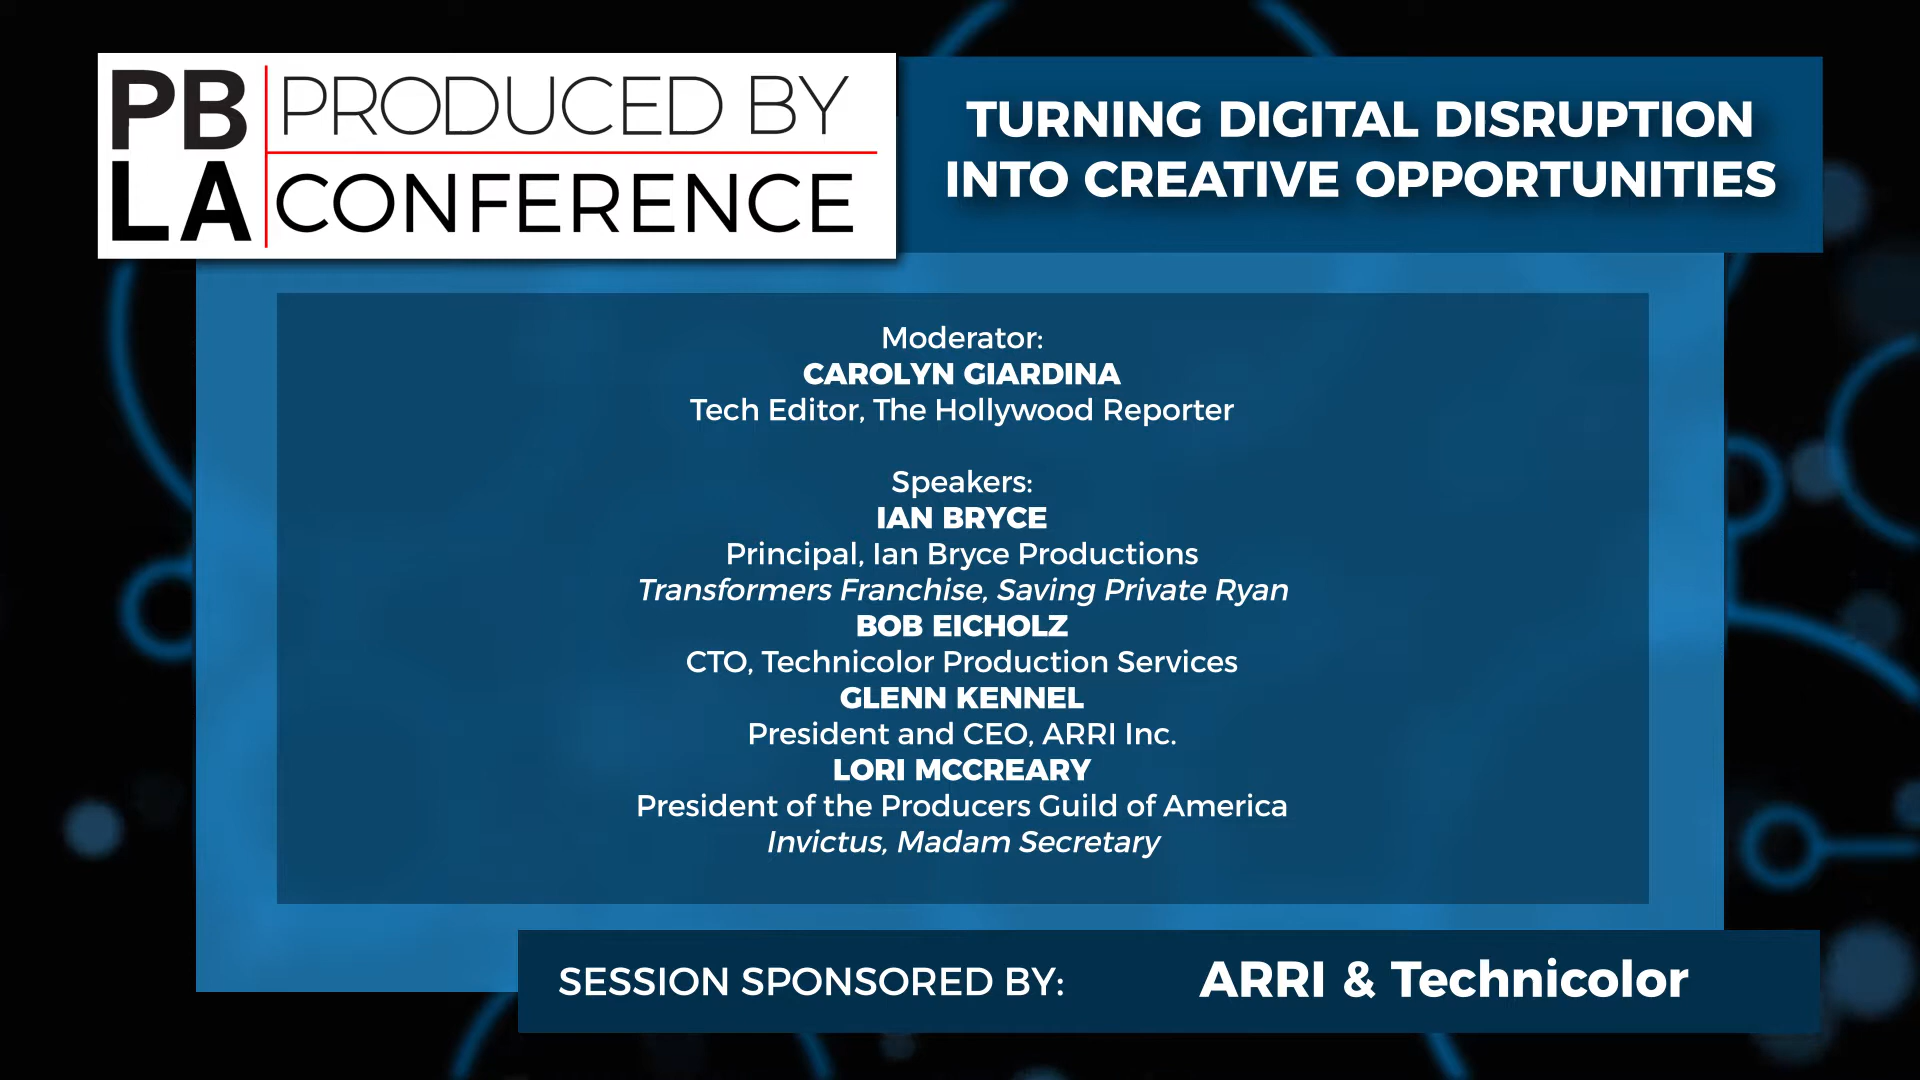 PB PRODUCED BY
LA CONFERENCE
TURNING DIGITAL DISRUPTION
INTO CREATIVE OPPORTUNITIES
Moderator:
CAROLYN GIARDINA
Tech Editor, The Hollywood Reporter
Speakers:
IAN BRYCE
Principal, Ian Bryce Productions
Transformers Franchise, Saving Private Ryan
BOB EICHOLZ
CTO, Technicolor Production Services
GLENN KENNEL
President and CEO, ARRI Inc.
LORI MCCREARY
President of the Producers Guild of America
Invictus, Madam Secretary
SESSION SPONSORED BY: ARRI & Technicolor